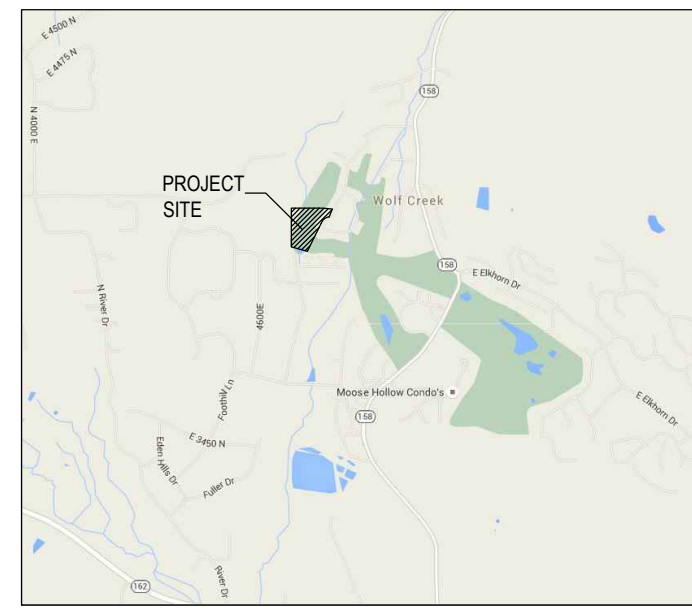 E 4500 N
E 4475 N
N 4000 E
158
PROJECT
SITE
Wolf Creek
158
E Elkhorn Dr
N River Dr
4600E
Moose Hollow Condo's
Foothill Ln
158
E Elkhorn Dr
E 3450 N
Eden Hills Dr
Fuller Dr
River Dr
162